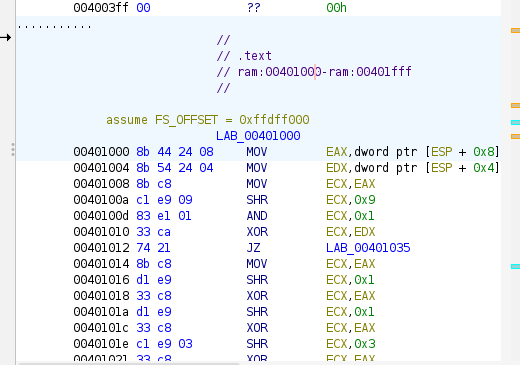 004003ff 00 ?? 00h
//
// .text
// ram:00401000-ram:00401fff
//
assume FS_OFFSET = 0xffdff000
LAB_00401000
00401000 8b 44 24 08 MOV EAX,dword ptr [ESP + 0x8]
00401004 8b 54 24 04 MOV EDX,dword ptr [ESP + 0x4]
00401008 8b c8 MOV ECX,EAX
0040100a c1 e9 09 SHR ECX,0x9
0040100d 83 e1 01 AND ECX,0x1
00401010 33 ca XOR ECX,EDX
00401012 74 21 JZ LAB_00401035
00401014 8b c8 MOV ECX,EAX
00401016 d1 e9 SHR ECX,0x1
00401018 33 c8 XOR ECX,EAX
0040101a d1 e9 SHR ECX,0x1
0040101c 33 c8 XOR ECX,EAX
0040101e c1 e9 03 SHR ECX,0x3
00401021 33 c8 XOR ECX,EAX